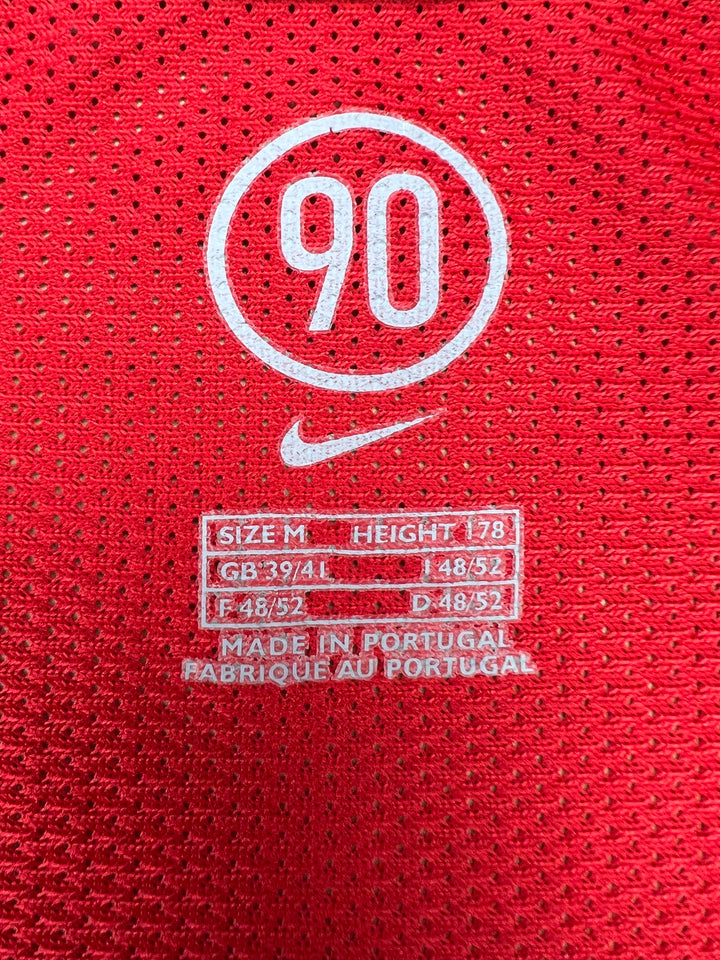 90
SIZE M HEIGHT 178
GB 39/41 I 48/52
F 48/52 D 48/52
MADE IN PORTUGAL
FABRIQUE AU PORTUGAL